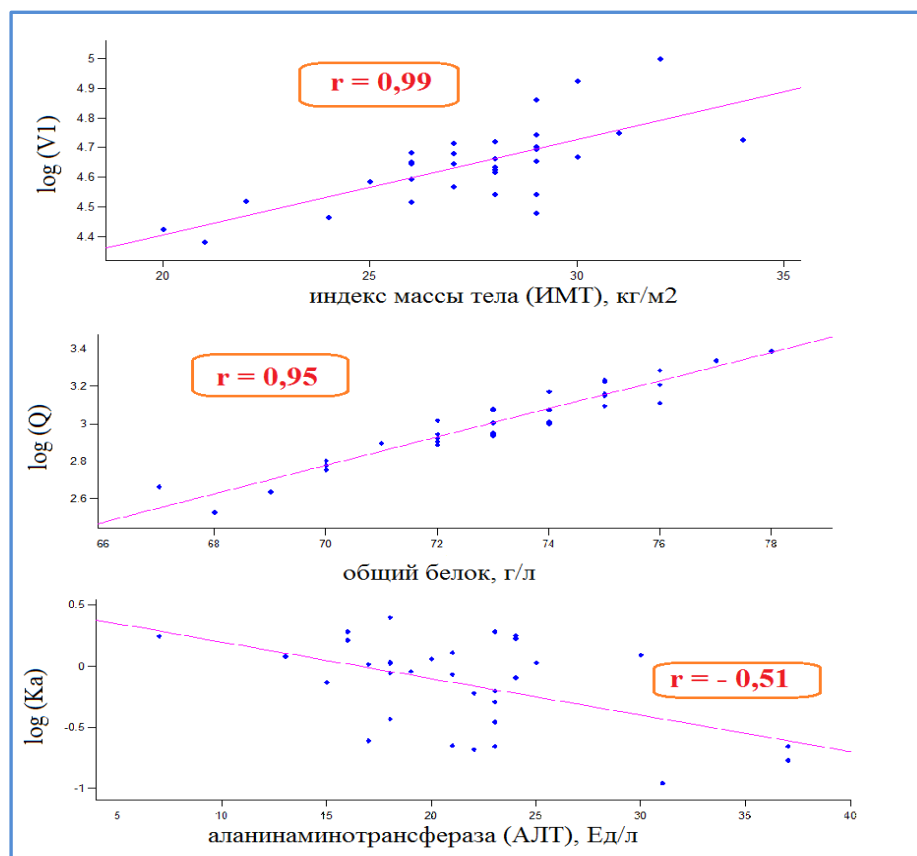 r = 0,99
log (V1)
5
4.9
4.8
4.7
4.6
4.5
4.4
20 25 30 35
индекс массы тела (ИМТ), кг/м2
r = 0,95
log (Q)
3.4
3.2
3
2.8
2.6
66 68 70 72 74 76 78
общий белок, г/л
r = - 0,51
log (Ka)
0.5
0
-0.5
-1
5 10 15 20 25 30 35 40
аланинаминотрансфераза (АЛТ), Ед/л